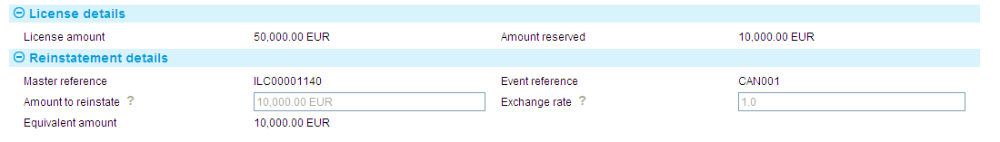 License details
License amount 50,000.00 EUR Amount reserved 10,000.00 EUR
Reinstatement details
Master reference ILC00001140 Event reference CAN001
Amount to reinstate ? 10,000.00 EUR Exchange rate ? 1.0
Equivalent amount 10,000.00 EUR